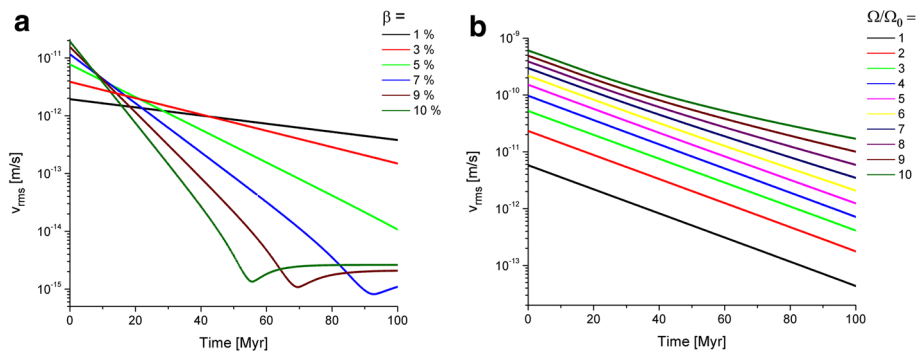 a
β =
1 %
3 %
5 %
7 %
9 %
10 %
10⁻¹¹
10⁻¹²
10⁻¹³
10⁻¹⁴
10⁻¹⁵
vrms [m/s]
0 20 40 60 80 100
Time [Myr]
b
Ω/Ω₀ =
1
2
3
4
5
6
7
8
9
10
10⁻⁹
10⁻¹⁰
10⁻¹¹
10⁻¹²
10⁻¹³
vrms [m/s]
0 20 40 60 80 100
Time [Myr]